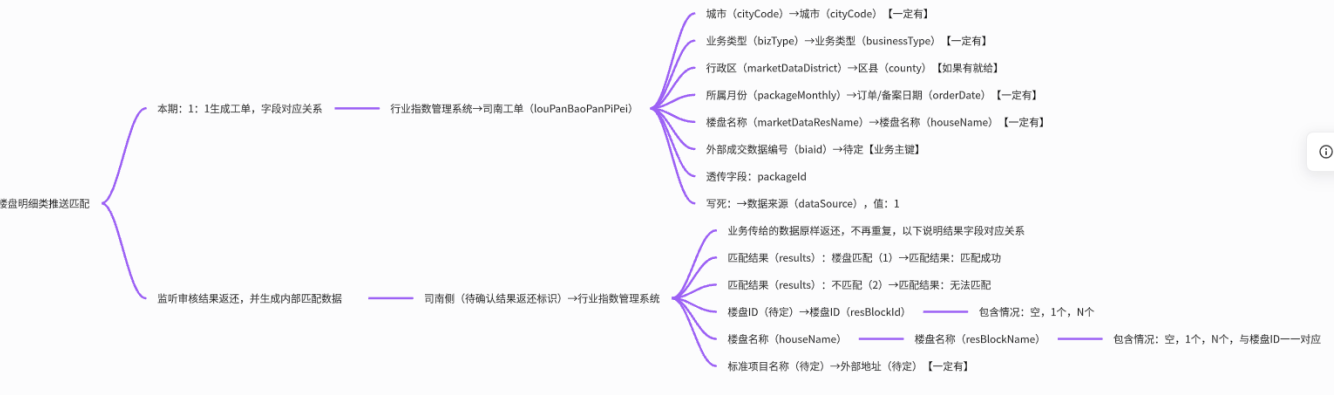 楼盘明细类推送匹配
本期：1：1生成工单，字段对应关系
行业指数管理系统→司南工单（louPanBaoPanPiPei）
城市（cityCode）→城市（cityCode）【一定有】
业务类型（bizType）→业务类型（businessType）【一定有】
行政区（marketDataDistrict）→区县（county）【如果有就给】
所属月份（packageMonthly）→订单/备案日期（orderDate）【一定有】
楼盘名称（marketDataResName）→楼盘名称（houseName）【一定有】
外部成交数据编号（biaid）→待定【业务主键】
透传字段：packageId
写死：→数据来源（dataSource），值：1
监听审核结果返还，并生成内部匹配数据
司南侧（待确认结果返还标识）→行业指数管理系统
业务传给的数据原样返还，不再重复，以下说明结果字段对应关系
匹配结果（results）：楼盘匹配（1）→匹配结果：匹配成功
匹配结果（results）：不匹配（2）→匹配结果：无法匹配
楼盘ID（待定）→楼盘ID（resBlockId）
包含情况：空，1个，N个
楼盘名称（houseName）
楼盘名称（resBlockName）
包含情况：空，1个，N个，与楼盘ID一一对应
标准项目名称（待定）→外部地址（待定）【一定有】